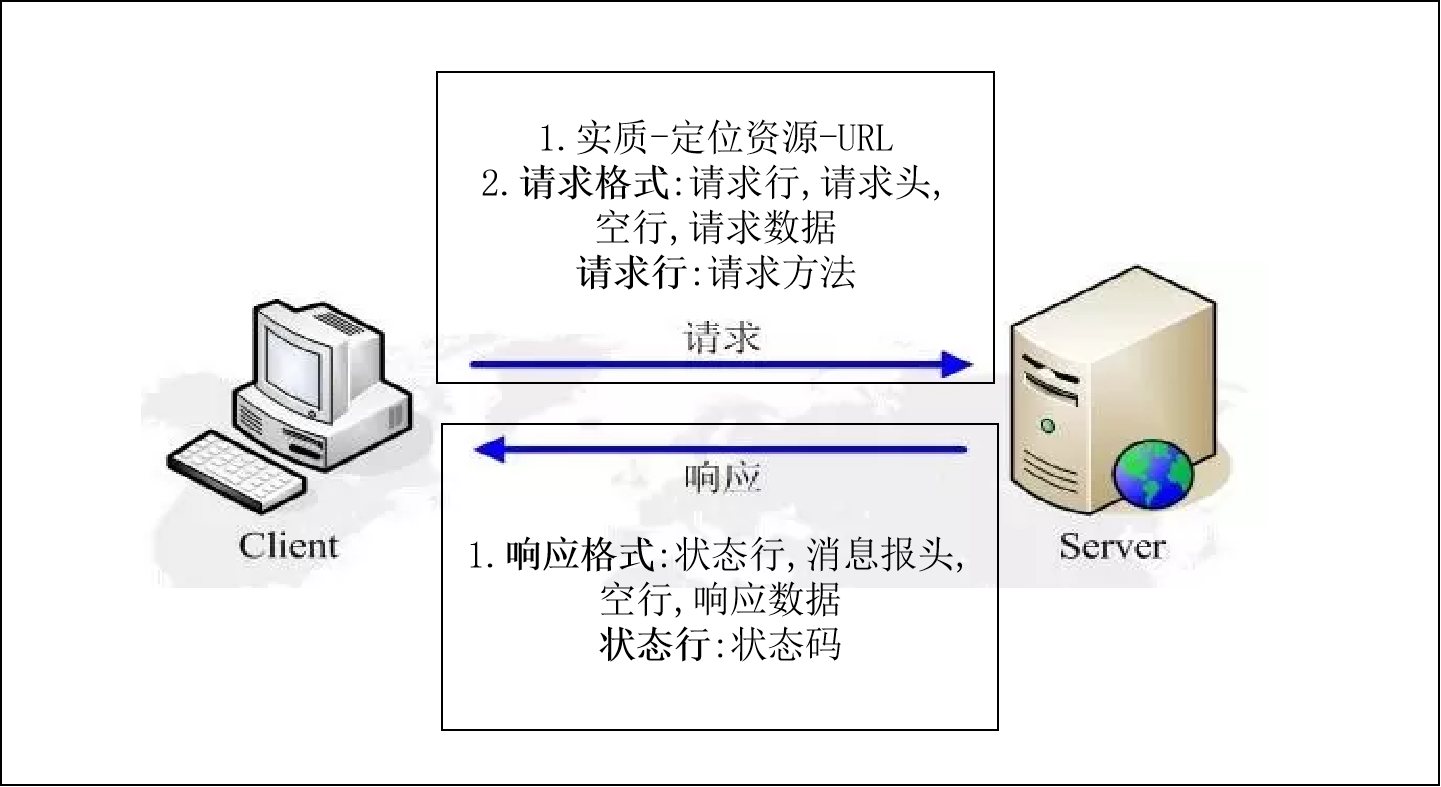 1.实质-定位资源-URL
2.请求格式:请求行,请求头,
空行,请求数据
请求行:请求方法
请求
响应
Client
Server
1.响应格式:状态行,消息报头,
空行,响应数据
状态行:状态码